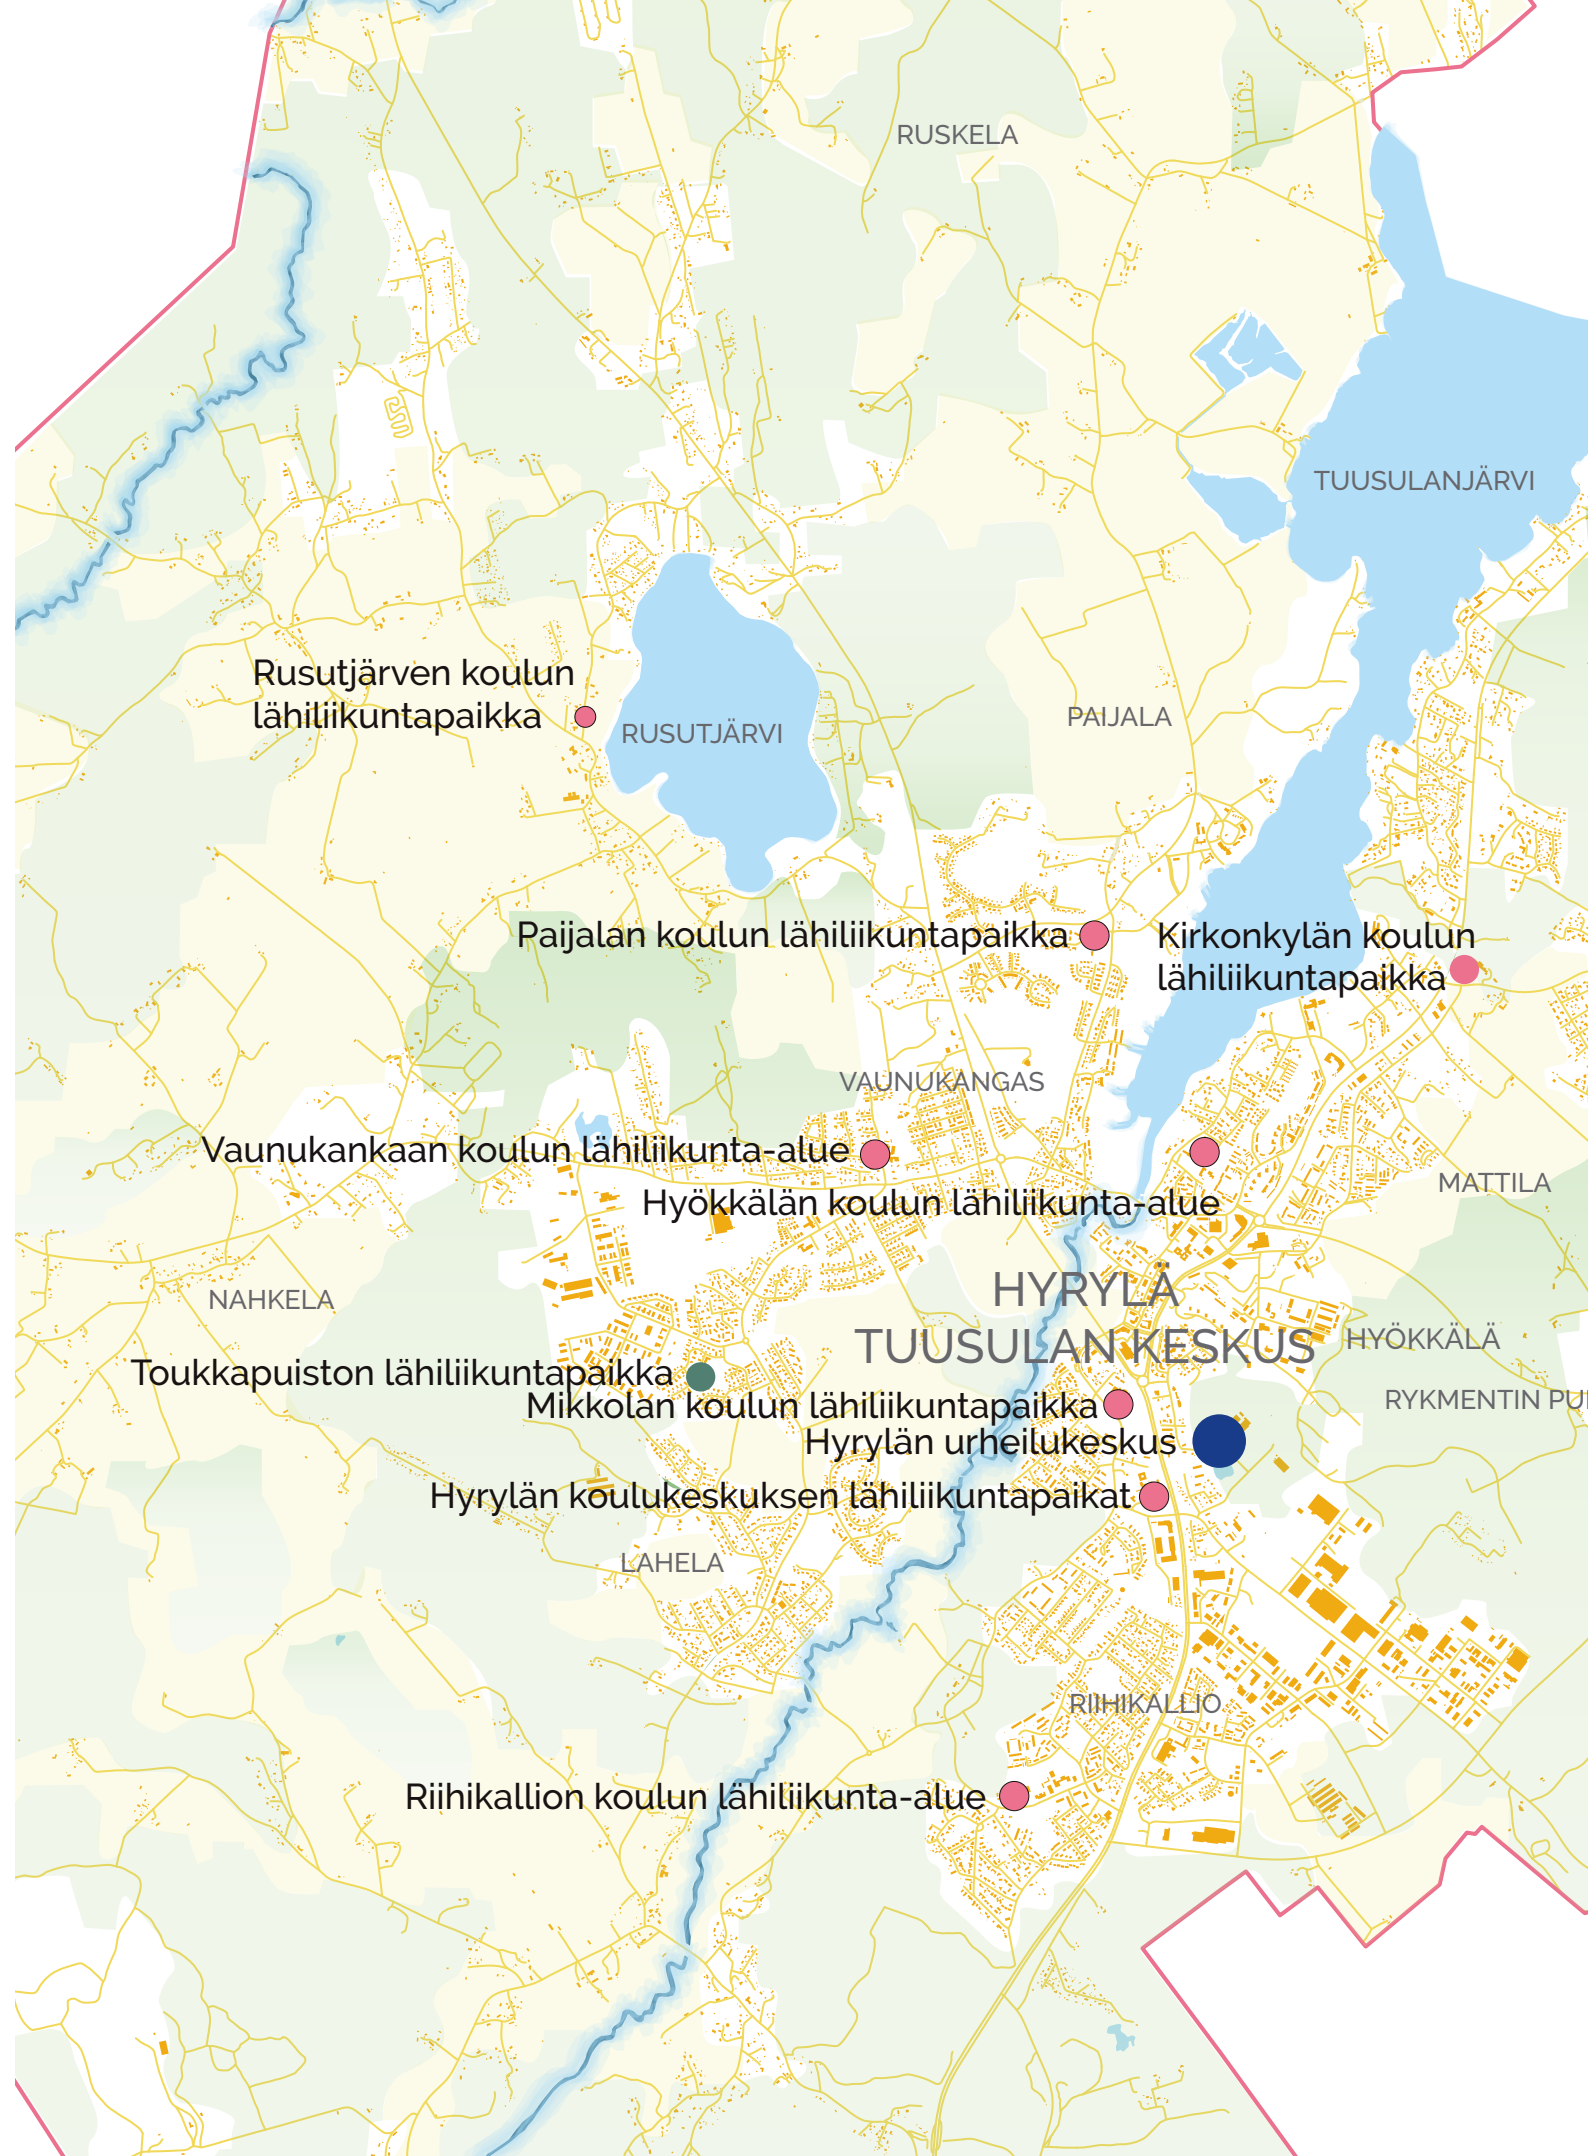 RUSKELA
TUUSULANJÄRVI
Rusutjärven koulun
lähiliikuntapaikka
RUSUTJÄRVI
PAIJALA
Paijalan koulun lähiliikuntapaikka
Kirkonkylän koulun
lähiliikuntapaikka
VAUNUKANGAS
Vaunukankaan koulun lähiliikunta-alue
MATTILA
Hyökkälän koulun lähiliikunta-alue
HYRYLÄ
TUUSULAN KESKUS
NAHKELA
HYÖKKÄLÄ
Toukkapuiston lähiliikuntapaikka
RYKMENTIN PU
Mikkolan koulun lähiliikuntapaikka
Hyrylän urheilukeskus
Hyrylän koulukeskuksen lähiliikuntapaikat
LAHELA
RIIHIKALLIO
Riihikallion koulun lähiliikunta-alue